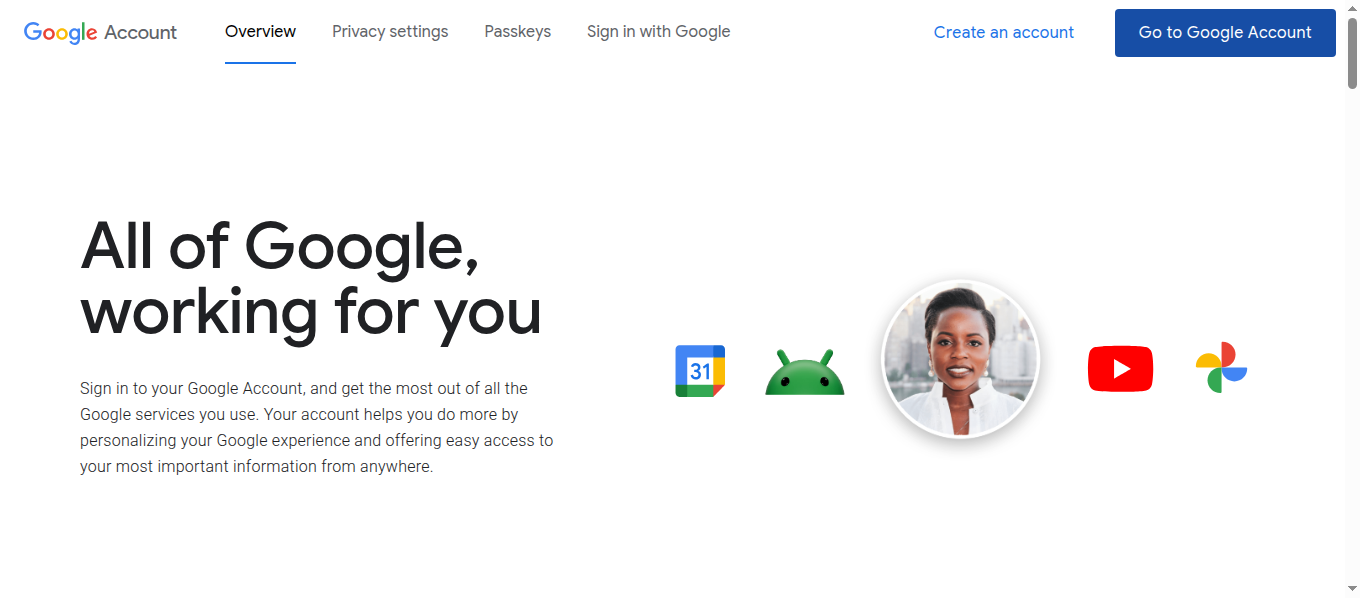 Google Account
Overview
Privacy settings
Passkeys
Sign in with Google
Create an account
Go to Google Account
All of Google,
working for you
Sign in to your Google Account, and get the most out of all the
Google services you use. Your account helps you do more by
personalizing your Google experience and offering easy access to
your most important information from anywhere.
31